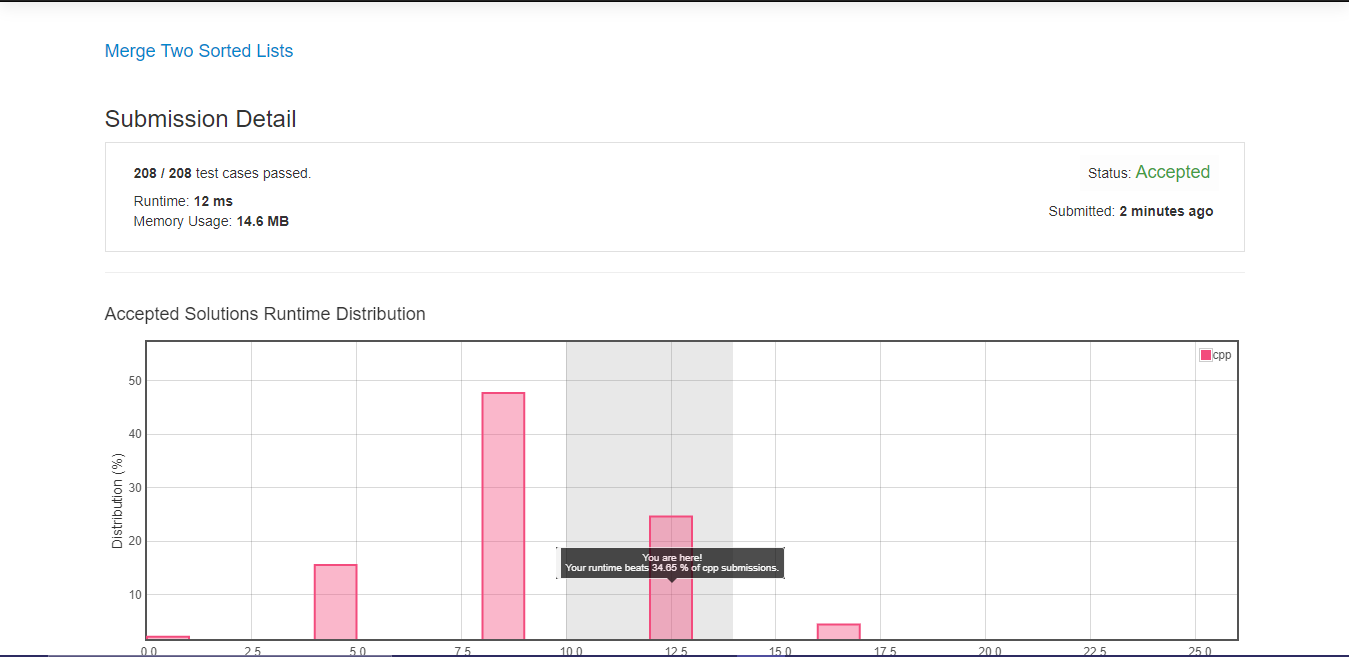 Merge Two Sorted Lists
Submission Detail
208 / 208 test cases passed.
Status: Accepted
Runtime: 12 ms
Memory Usage: 14.6 MB
Submitted: 2 minutes ago
Accepted Solutions Runtime Distribution
cpp
Distribution (%)
50
40
30
20
10
You are here!
Your runtime beats 34.65 % of cpp submissions.
0.0 2.5 5.0 7.5 10.0 12.5 15.0 17.5 20.0 22.5 25.0